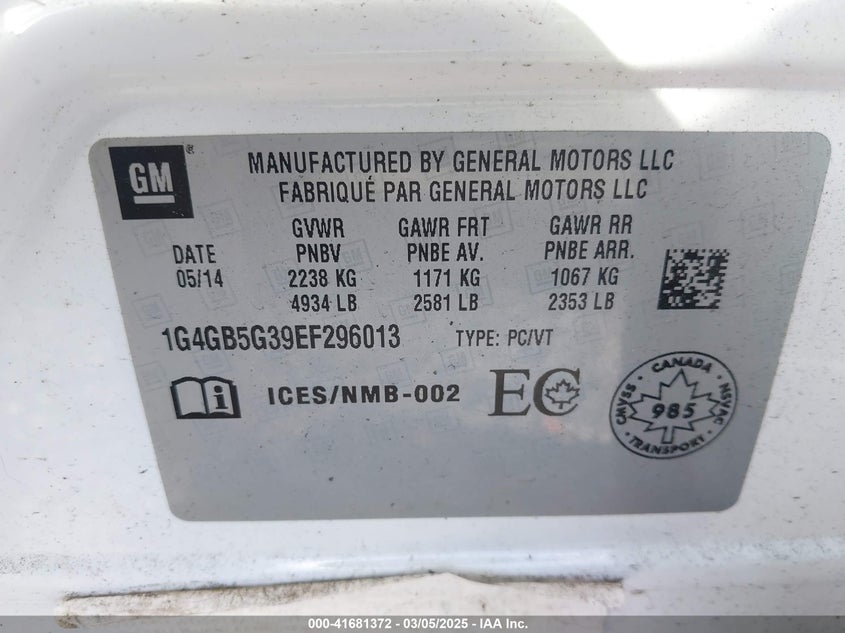 GM
MANUFACTURED BY GENERAL MOTORS LLC
FABRIQUÉ PAR GENERAL MOTORS LLC
GVWR GAWR FRT GAWR RR
DATE PNBV PNBE AV. PNBE ARR.
05/14 2238 KG 1171 KG 1067 KG
4934 LB 2581 LB 2353 LB
1G4GB5G39EF296013 TYPE: PC/VT
i ICES/NMB-002 EC
CANADA
CMVSS 985 NSVAC
TRANSPORT
000-41681372 - 03/05/2025 - IAA Inc.